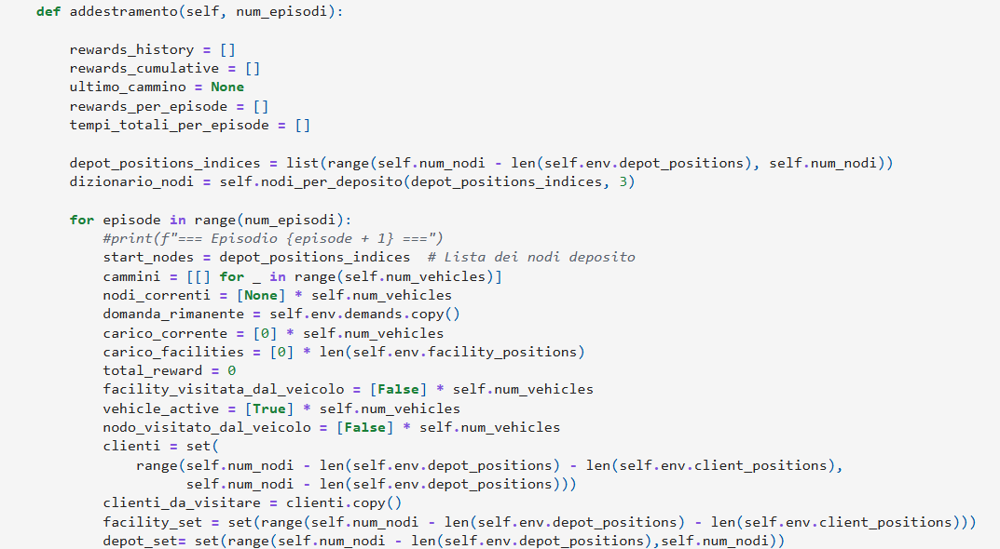 def addestramento(self, num_episodi):
rewards_history = []
rewards_cumulative = []
ultimo_cammino = None
rewards_per_episode = []
tempi_totali_per_episode = []
depot_positions_indices = list(range(self.num_nodi - len(self.env.depot_positions), self.num_nodi))
dizionario_nodi = self.nodi_per_deposito(depot_positions_indices, 3)
for episode in range(num_episodi):
#print(f"=== Episodio {episode + 1} ===")
start_nodes = depot_positions_indices  # Lista dei nodi deposito
cammini = [[] for _ in range(self.num_vehicles)]
nodi_correnti = [None] * self.num_vehicles
domanda_rimanente = self.env.demands.copy()
carico_corrente = [0] * self.num_vehicles
carico_facilities = [0] * len(self.env.facility_positions)
total_reward = 0
facility_visitata_dal_veicolo = [False] * self.num_vehicles
vehicle_active = [True] * self.num_vehicles
nodo_visitato_dal_veicolo = [False] * self.num_vehicles
clienti = set(
range(self.num_nodi - len(self.env.depot_positions) - len(self.env.client_positions),
self.num_nodi - len(self.env.depot_positions)))
clienti_da_visitare = clienti.copy()
facility_set = set(range(self.num_nodi - len(self.env.depot_positions) - len(self.env.client_positions)))
depot_set= set(range(self.num_nodi - len(self.env.depot_positions),self.num_nodi))